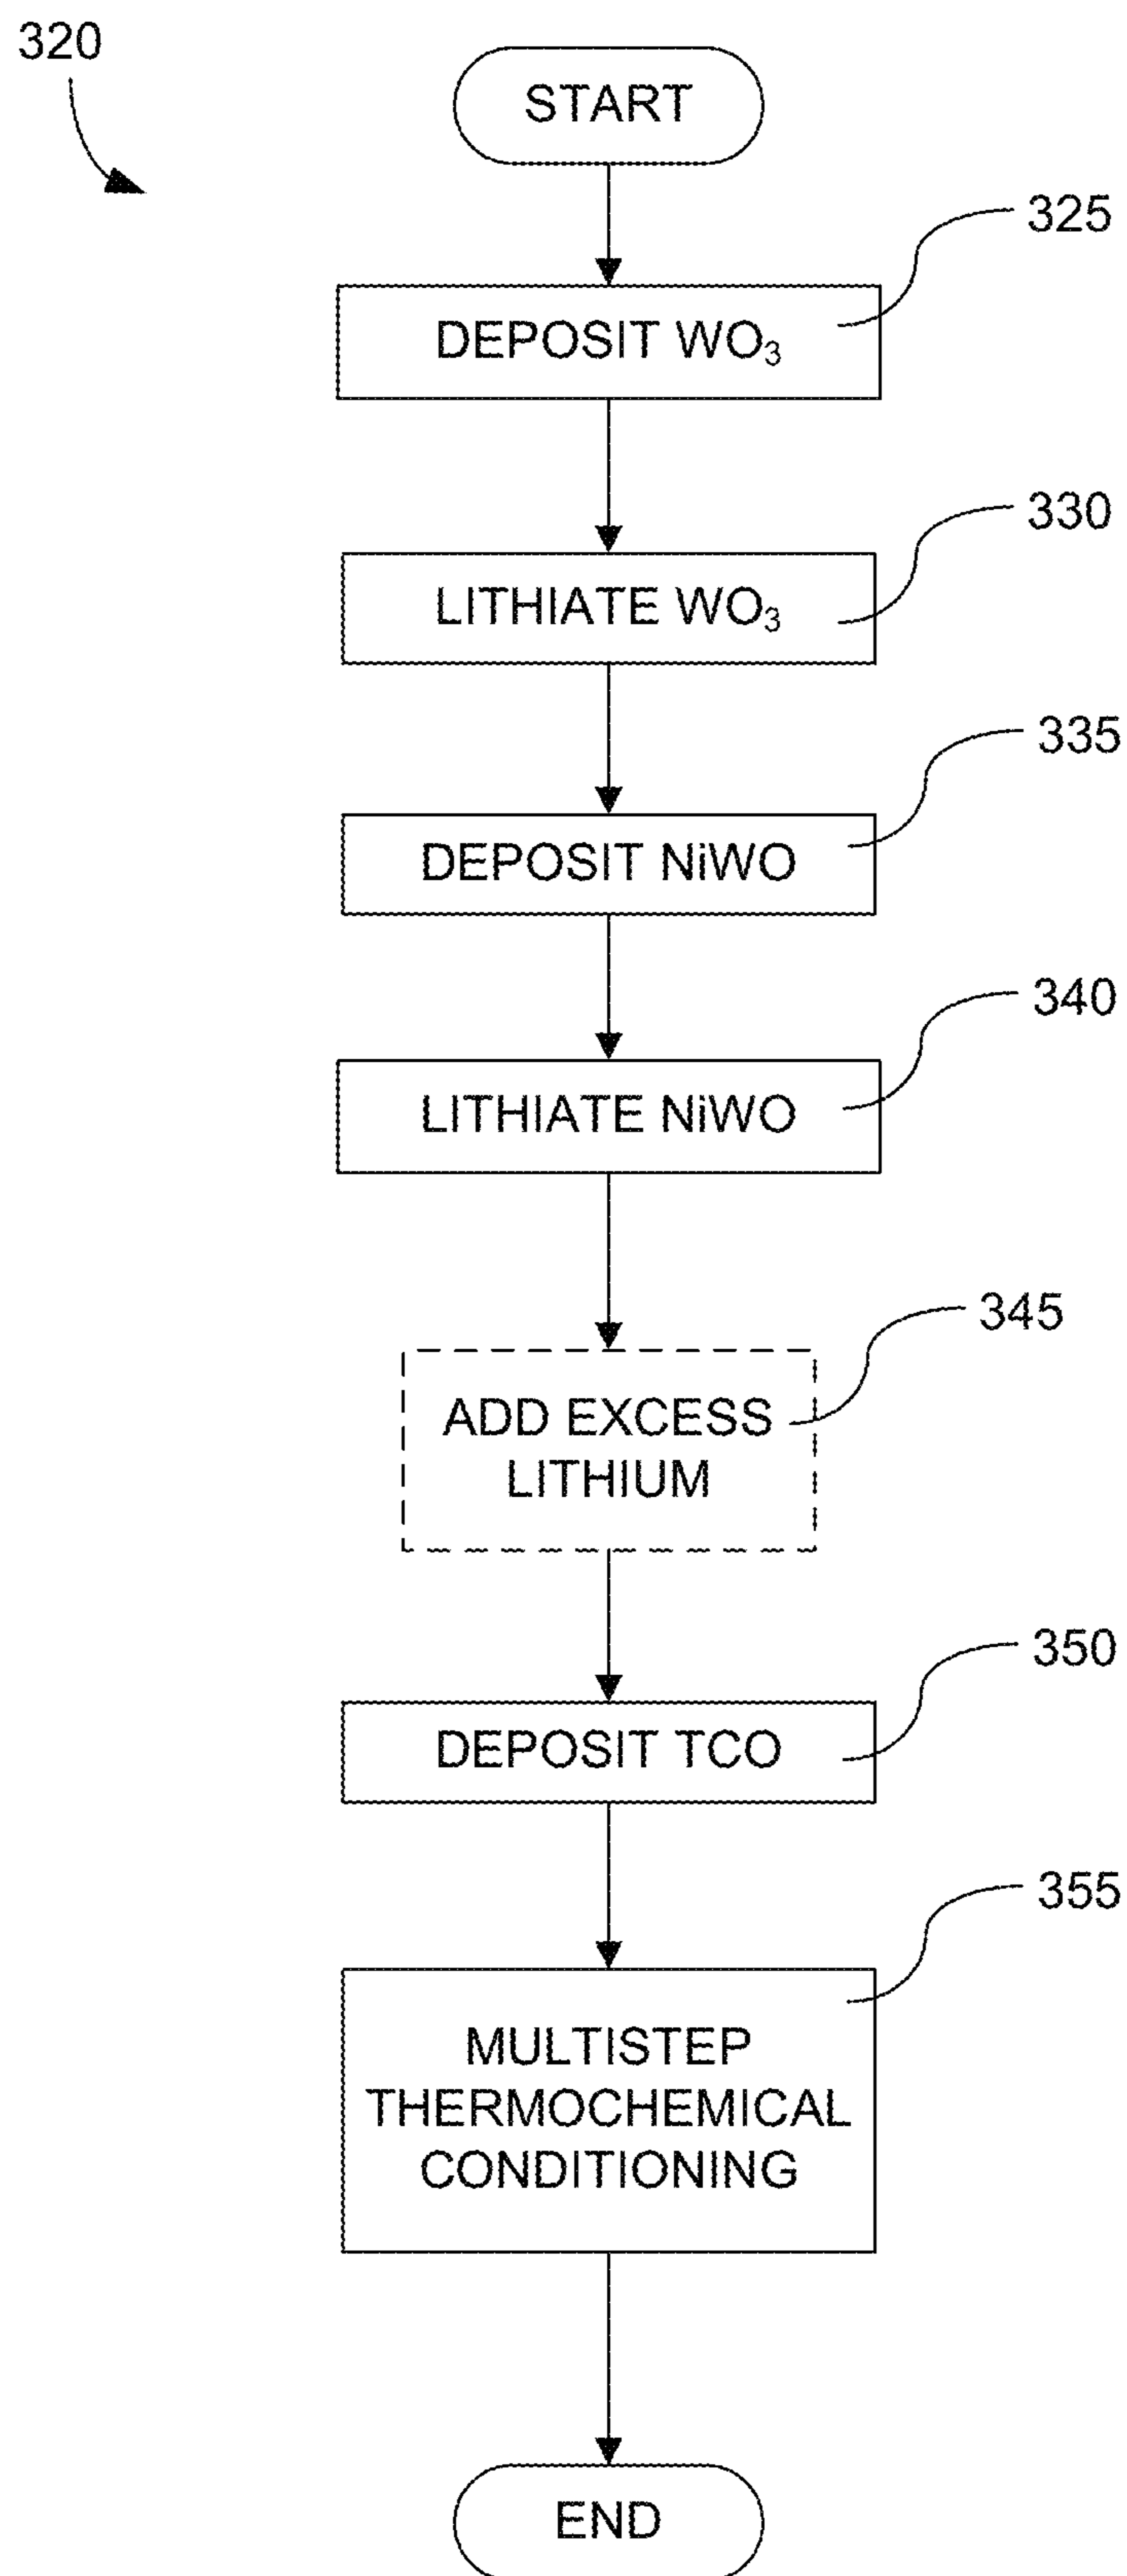 320
START
325
DEPOSIT WO₃
330
LITHIATE WO₃
335
DEPOSIT NiWO
340
LITHIATE NiWO
345
ADD EXCESS
LITHIUM
350
DEPOSIT TCO
355
MULTISTEP
THERMOCHEMICAL
CONDITIONING
END